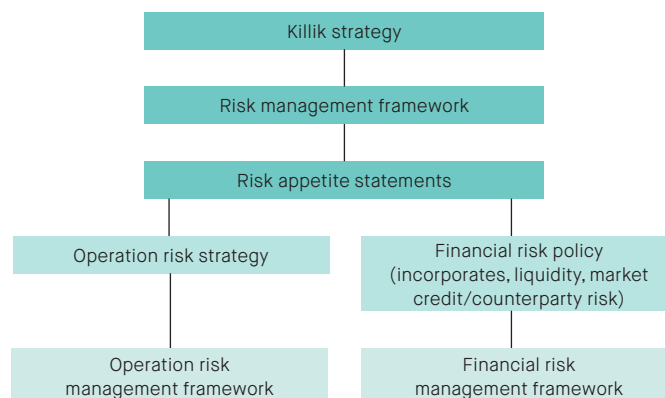 Killik strategy
Risk management framework
Risk appetite statements
Operation risk strategy
Financial risk policy
(incorporates, liquidity, market
credit/counterparty risk)
Operation risk
management framework
Financial risk
management framework